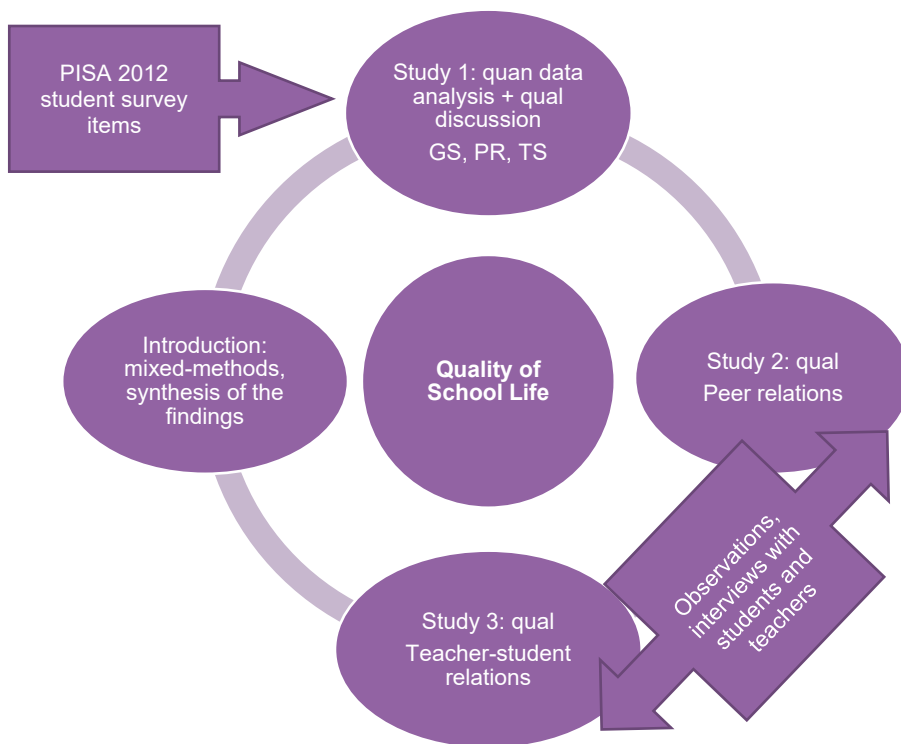 PISA 2012
student survey
items
Study 1: quan data
analysis + qual
discussion
GS, PR, TS
Introduction:
mixed-methods,
synthesis of the
findings
Quality of
School Life
Study 2: qual
Peer relations
Observations,
interviews with
students and
teachers
Study 3: qual
Teacher-student
relations